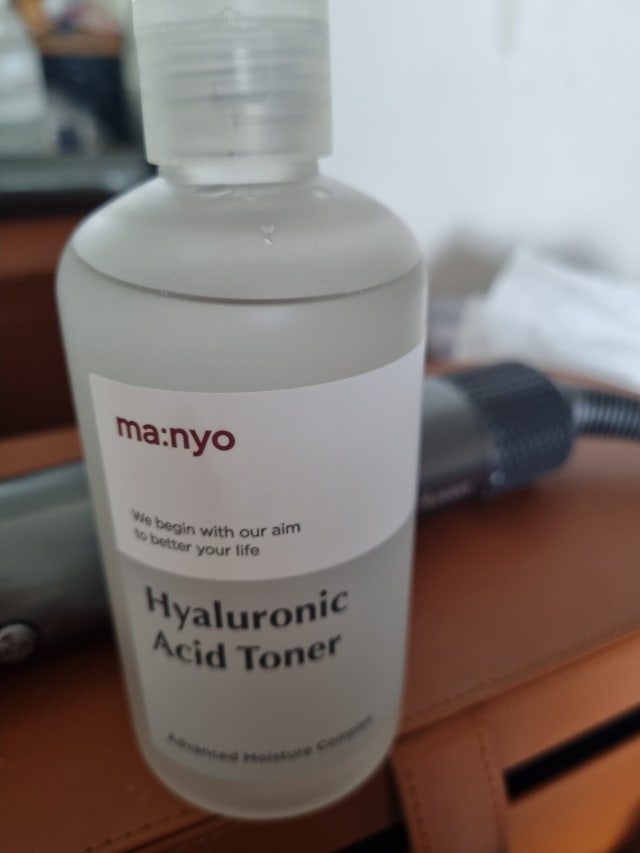 ma:nyo
We begin with our aim
to better your life
Hyaluronic
Acid Toner
Advanced Moisture Complex